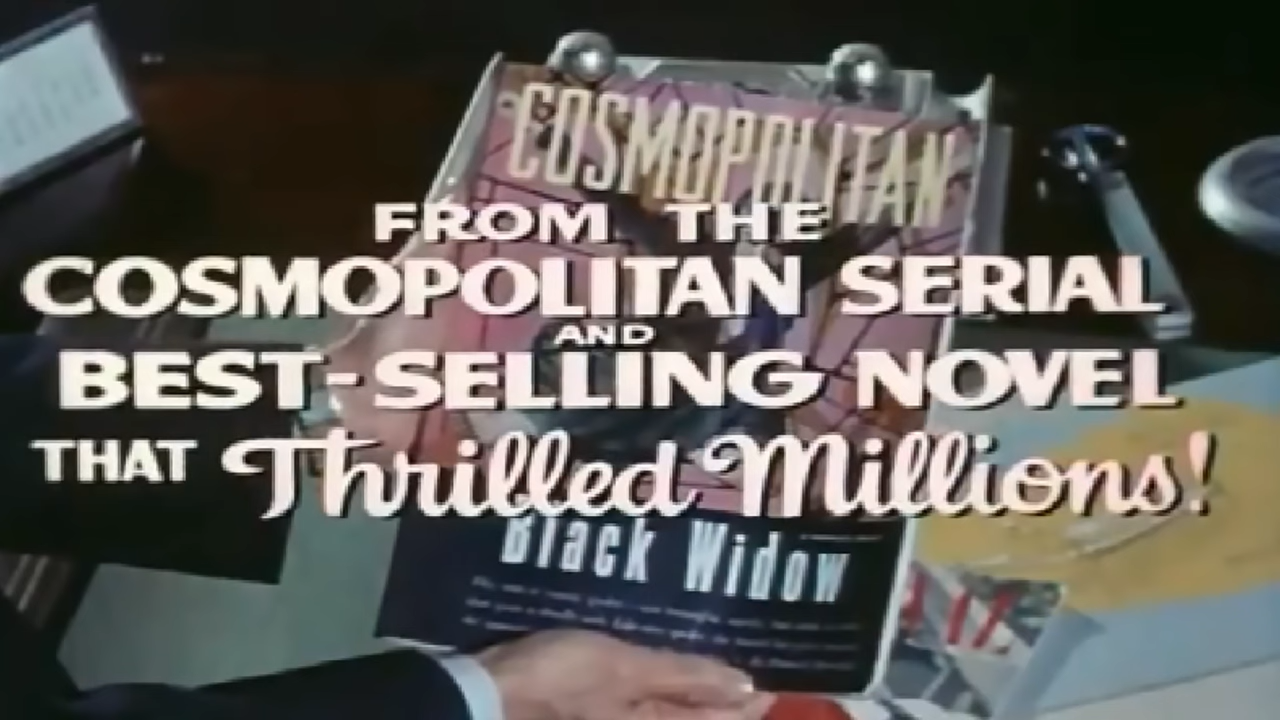 COSMOPOLITAN
FROM THE
COSMOPOLITAN SERIAL
AND
BEST-SELLING NOVEL
THAT Thrilled Millions!
Black Widow